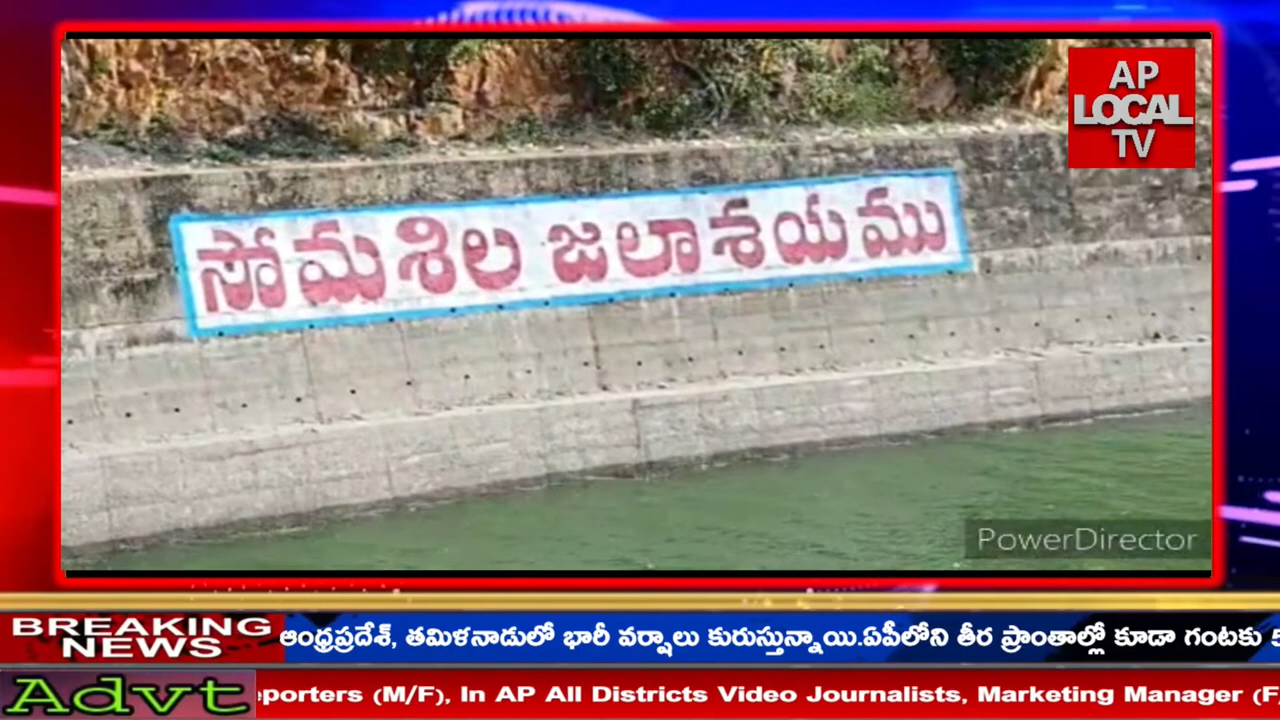 AP
LOCAL
TV
సోమశిల జలాశయము
PowerDirector
BREAKING
NEWS
ఆంధ్రప్రదేశ్, తమిళనాడులో భారీ వర్షాలు కురుస్తున్నాయి.ఏపీలోని తీర ప్రాంతాల్లో కూడా గంటకు
Advt
eporters (M/F), In AP All Districts Video Journalists, Marketing Manager (F